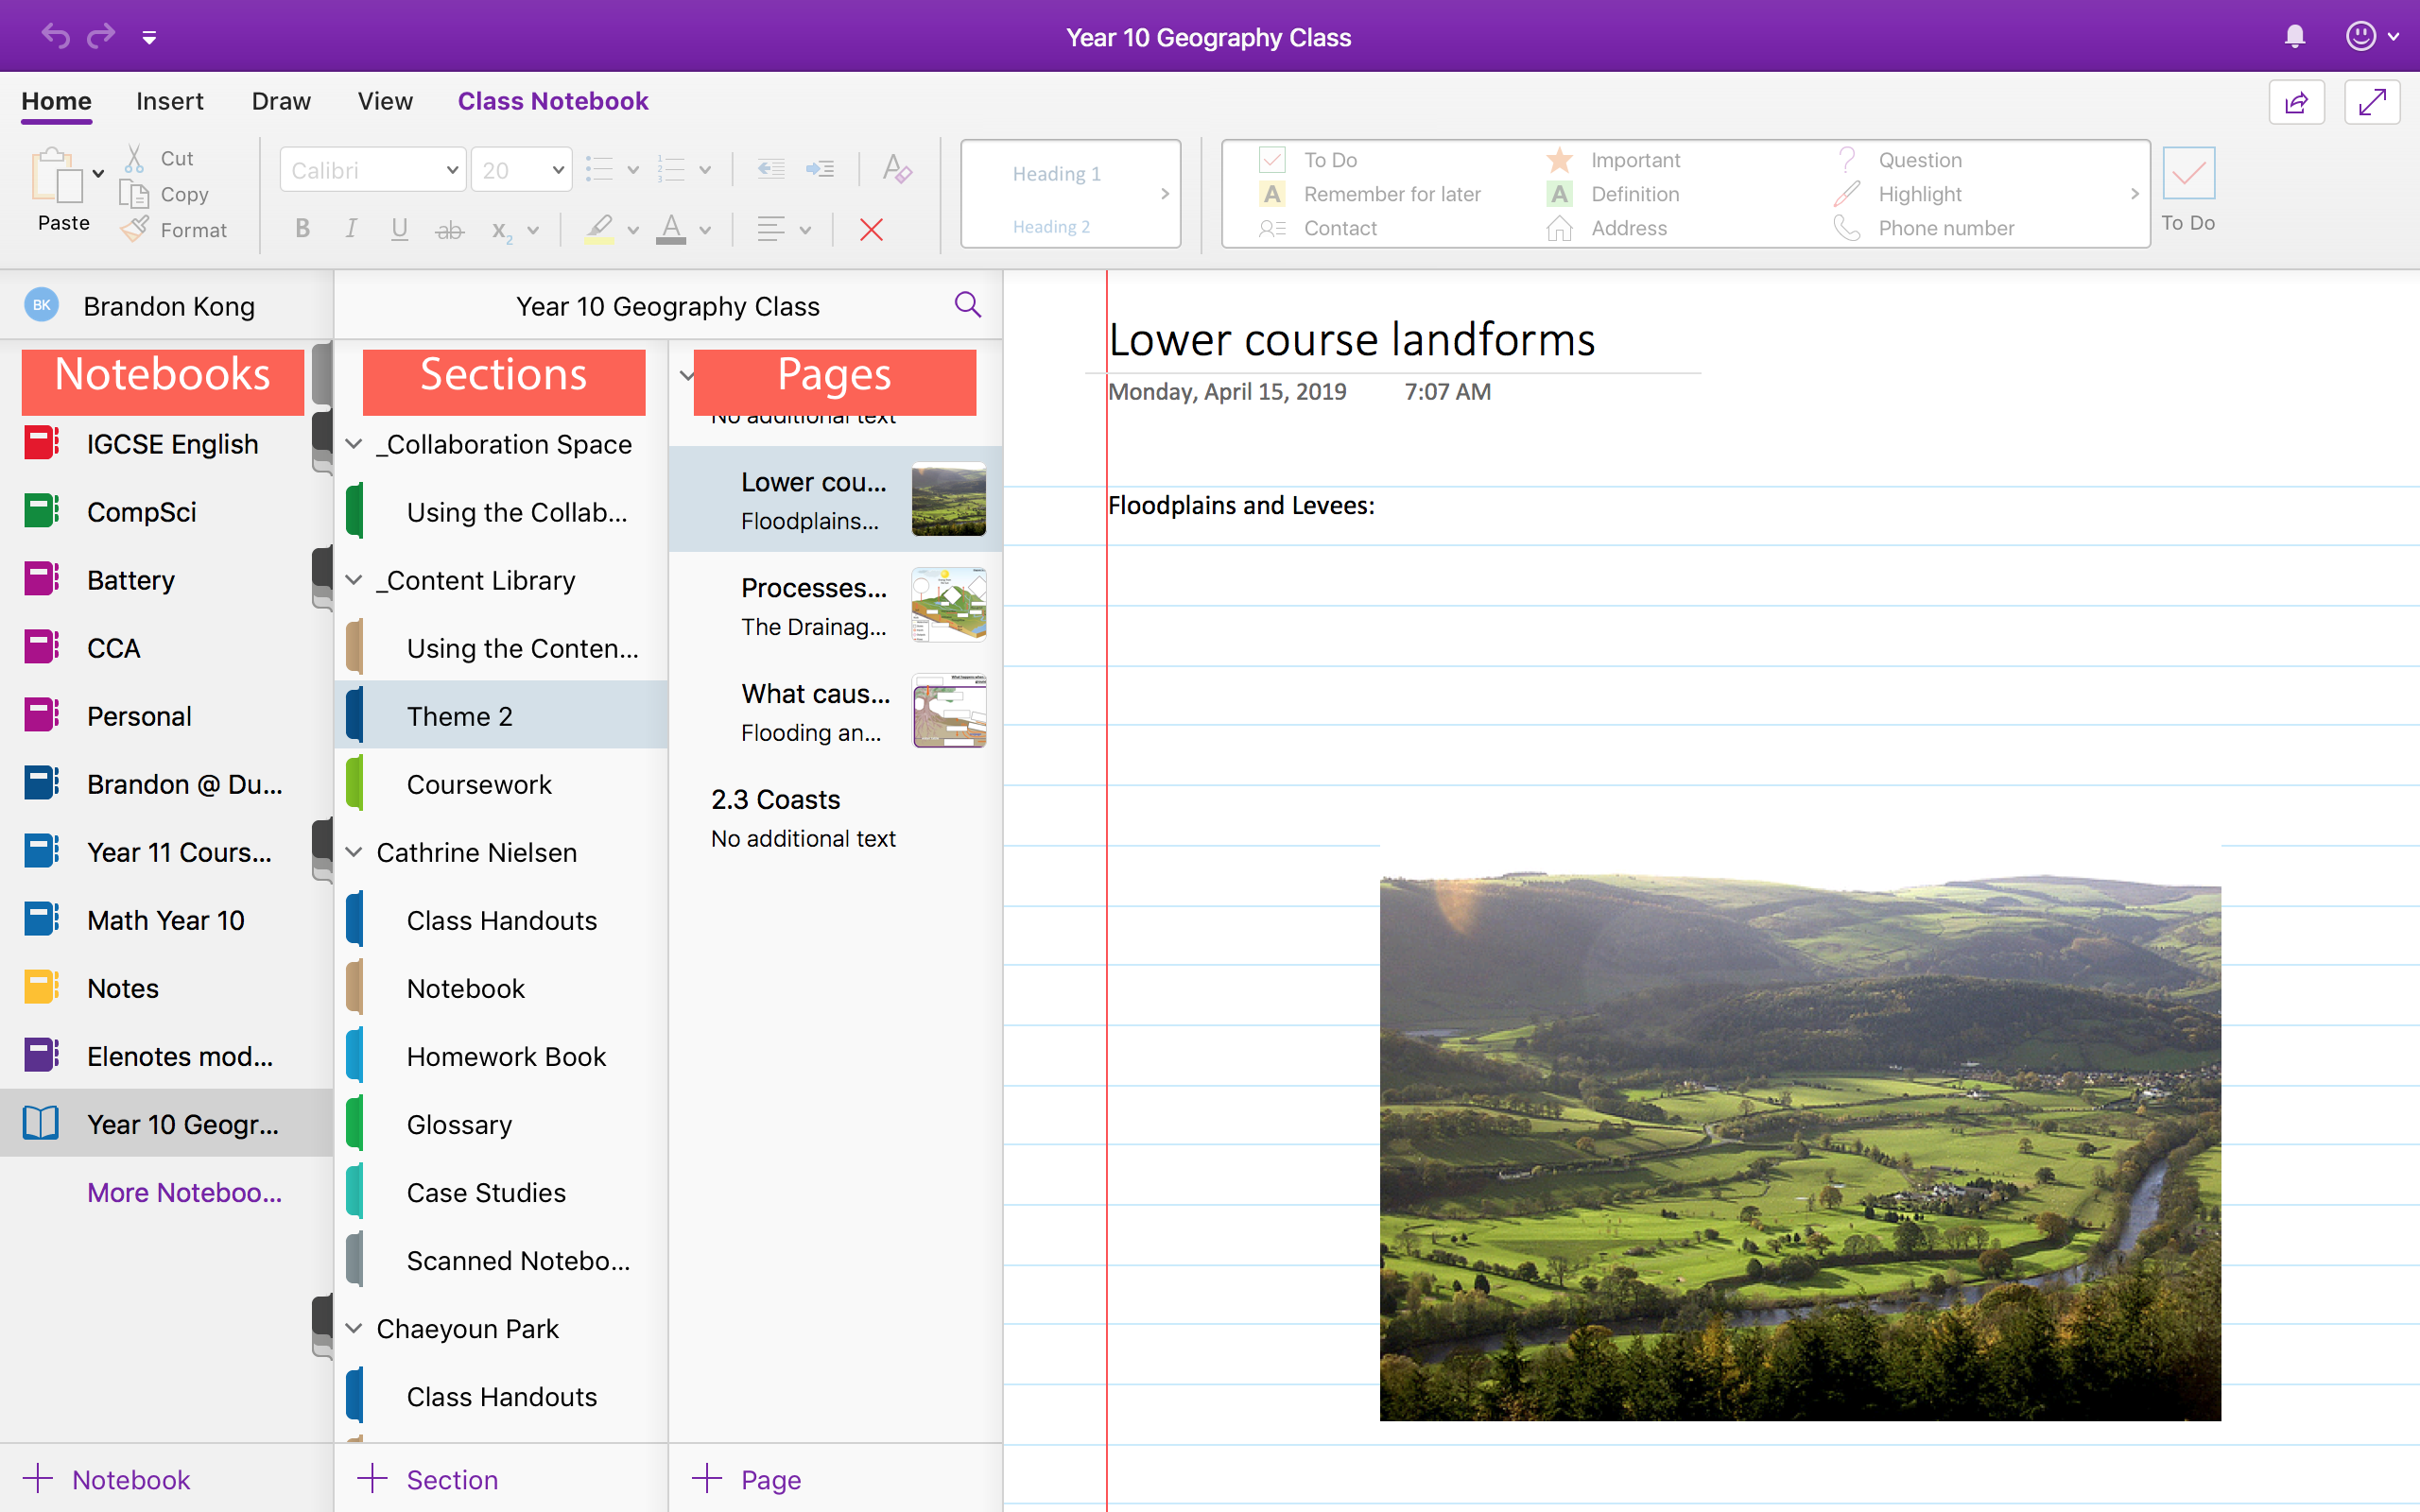 Year 10 Geography Class
Home Insert Draw View Class Notebook
Paste
Cut
Copy
Format
Calibri 20
B I U ab x2 A
Heading 1
Heading 2
To Do Important Question
Remember for later Definition Highlight
Contact Address Phone number
To Do
BK Brandon Kong
Year 10 Geography Class
Notebooks
IGCSE English
CompSci
Battery
CCA
Personal
Brandon @ Du...
Year 11 Cours...
Math Year 10
Notes
Elenotes mod...
Year 10 Geogr...
More Noteboo...
+ Notebook
Sections
_Collaboration Space
Using the Collab...
_Content Library
Using the Conten...
Theme 2
Coursework
Cathrine Nielsen
Class Handouts
Notebook
Homework Book
Glossary
Case Studies
Scanned Notebo...
Chaeyoun Park
Class Handouts
+ Section
Pages
No additional text
Lower cou...
Floodplains...
Processes...
The Drainag...
What caus...
Flooding an...
2.3 Coasts
No additional text
+ Page
Lower course landforms
Monday, April 15, 2019 7:07 AM
Floodplains and Levees: